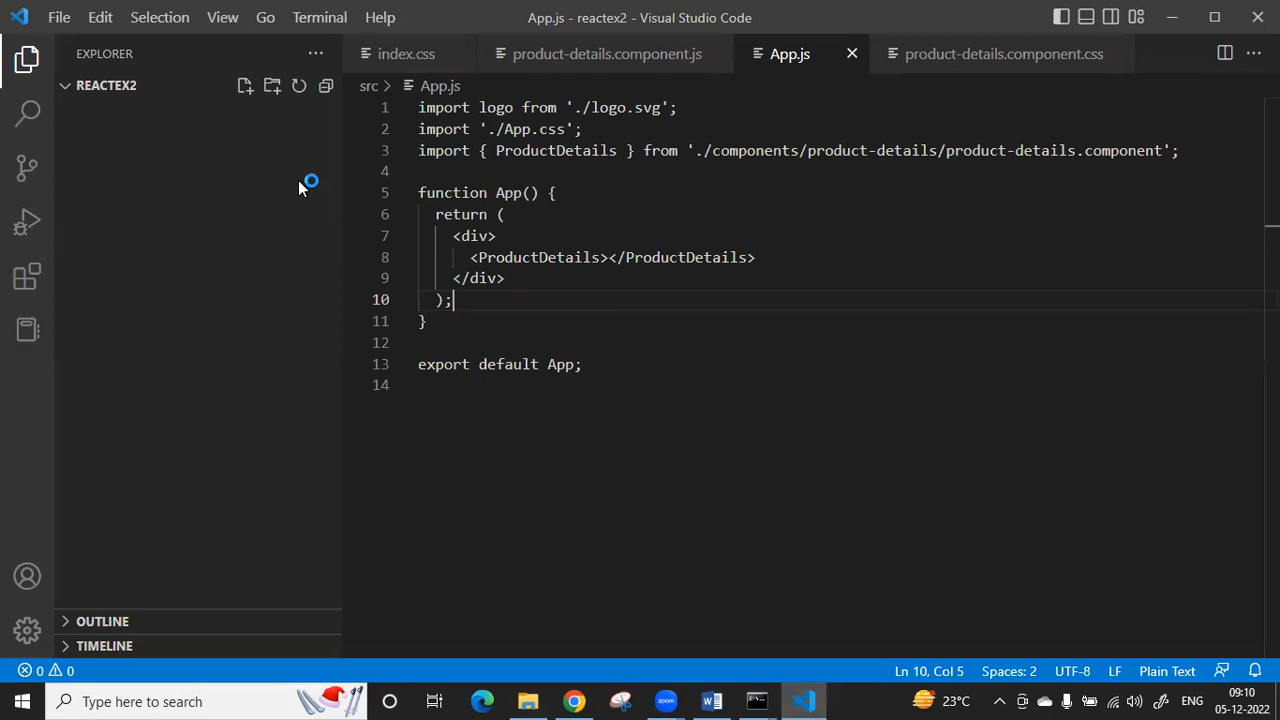 File Edit Selection View Go Terminal Help App.js - reactex2 - Visual Studio Code
EXPLORER
index.css product-details.component.js App.js product-details.component.css
REACTEX2
src > App.js
1 import logo from './logo.svg';
2 import './App.css';
3 import { ProductDetails } from './components/product-details/product-details.component';
4
5 function App() {
6 return (
7 <div>
8 <ProductDetails></ProductDetails>
9 </div>
10 );
11 }
12
13 export default App;
14
OUTLINE
TIMELINE
0 0 Ln 10, Col 5 Spaces: 2 UTF-8 LF Plain Text
Type here to search zoom 23°C ENG 09:10
05-12-2022